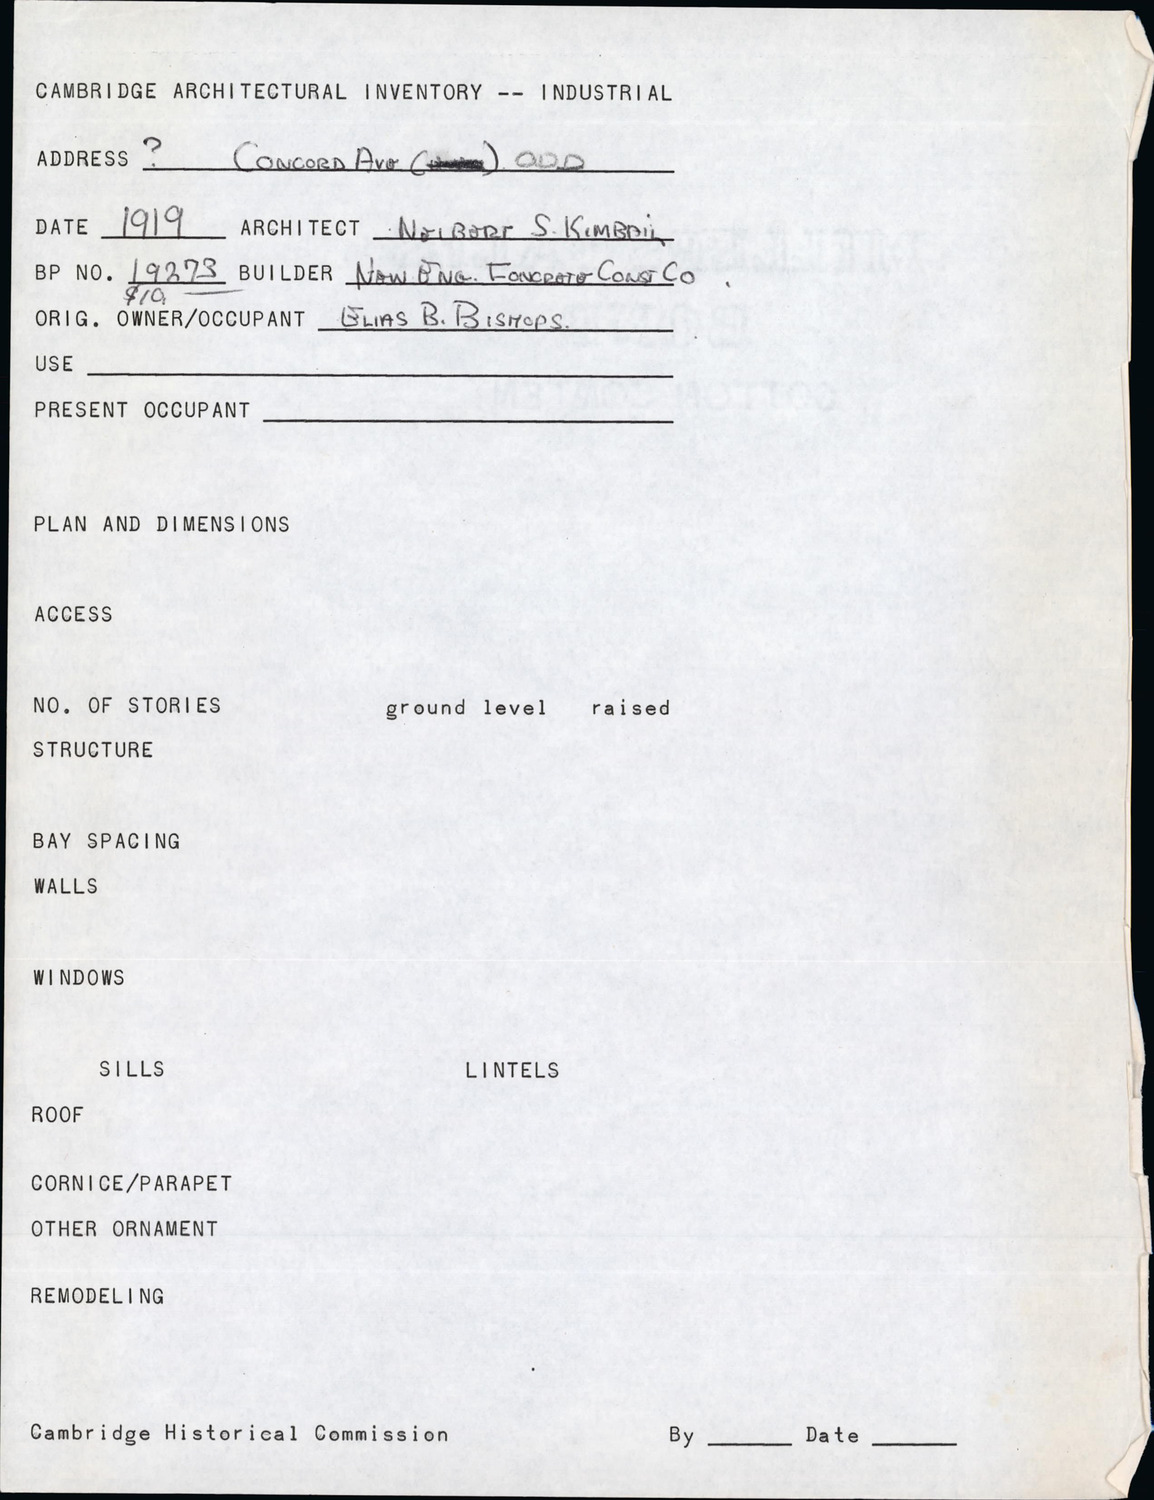 CAMBRIDGE ARCHITECTURAL INVENTORY -- INDUSTRIAL
ADDRESS ? CONCORD AVE ( ) ODD
DATE 1919 ARCHITECT S. KIMBALL
BP NO. 19273 BUILDER NEW ENG. CONCRETE CONST CO
$10,
ORIG. OWNER/OCCUPANT ELIAS B. BISHOPS.
USE
PRESENT OCCUPANT
PLAN AND DIMENSIONS
ACCESS
NO. OF STORIES ground level raised
STRUCTURE
BAY SPACING
WALLS
WINDOWS
SILLS LINTELS
ROOF
CORNICE/PARAPET
OTHER ORNAMENT
REMODELING
Cambridge Historical Commission By Date